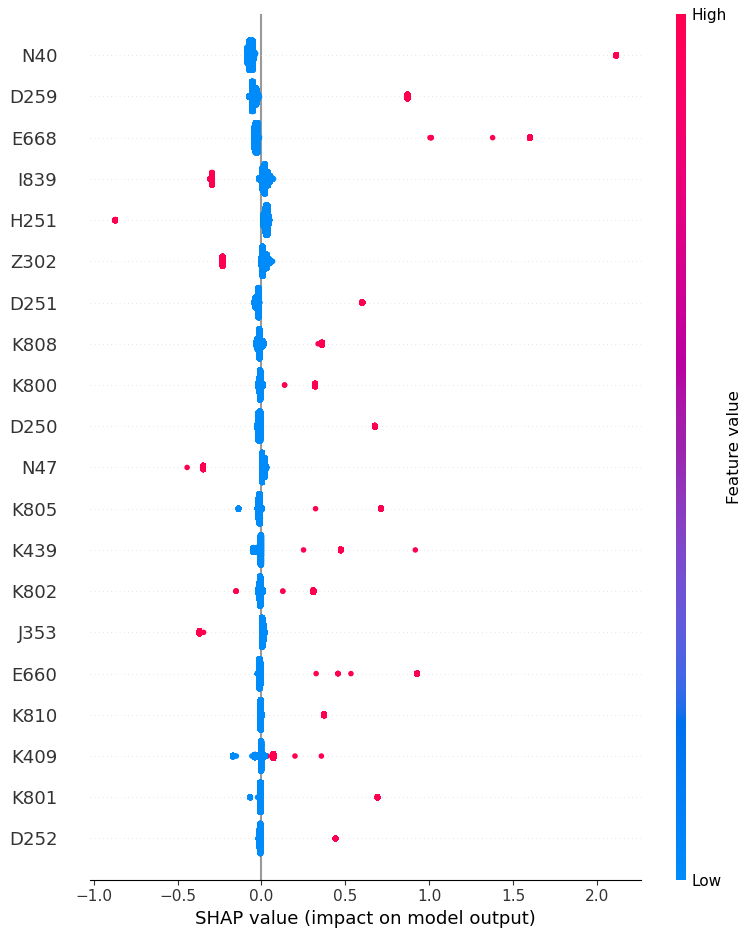 High
N40
D259
E668
I839
H251
Z302
D251
K808
K800
D250
N47
K805
K439
K802
J353
E660
K810
K409
K801
D252
Feature value
Low
−1.0 −0.5 0.0 0.5 1.0 1.5 2.0
SHAP value (impact on model output)